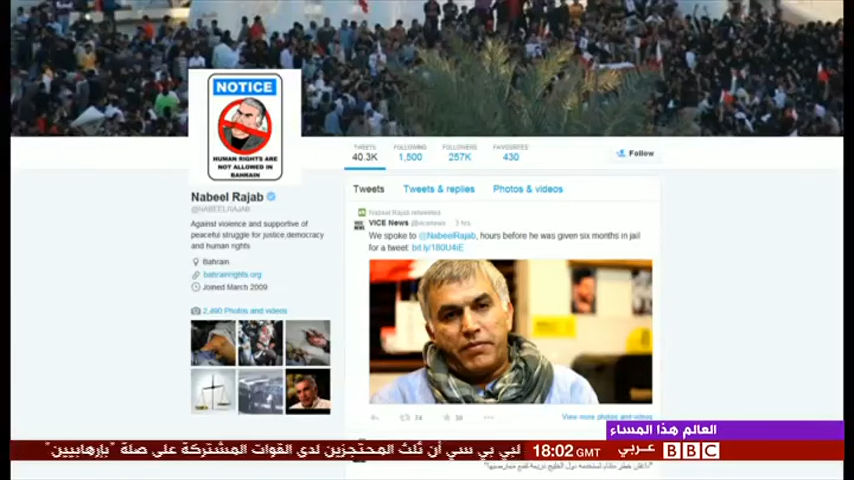 NOTICE
HUMAN RIGHTS ARE
NOT ALLOWED IN
BAHRAIN
TWEETS
40.3K
FOLLOWING
1,500
FOLLOWERS
257K
FAVOURITES
430
Follow
Nabeel Rajab
@NABEELRAJAB
Against violence and supportive of
peaceful struggle for justice,democracy
and human rights
Bahrain
bahrainrights.org
Joined March 2009
2,490 Photos and videos
Tweets
Tweets & replies
Photos & videos
Nabeel Rajab retweeted
VICE News @vicenews 3 hrs
We spoke to @NabeelRajab, hours before he was given six months in jail
for a tweet:
View more photos and videos
العالم هذا المساء
لبي بي سي أن ثلث المحتجزين لدى القوات المشتركة على صلة "بإرهابيين"
18:02 GMT
عربي BBC